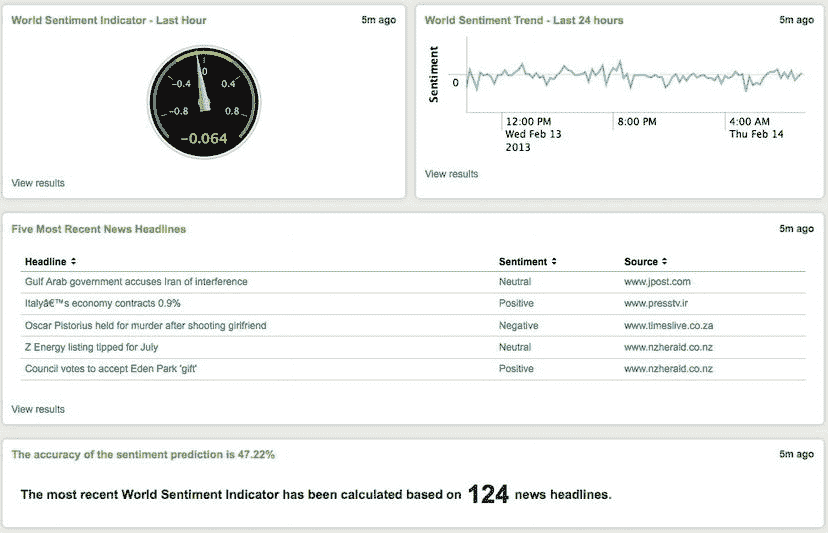 World Sentiment Indicator - Last Hour 5m ago
0
-0.4 0.4
-0.8 0.8
-0.064
View results
World Sentiment Trend - Last 24 hours 5m ago
Sentiment
0
12:00 PM 8:00 PM 4:00 AM
Wed Feb 13 Thu Feb 14
2013
View results
Five Most Recent News Headlines 5m ago
Headline Sentiment Source
Gulf Arab government accuses Iran of interference Neutral www.jpost.com
Italyâ€™s economy contracts 0.9% Positive www.presstv.ir
Oscar Pistorius held for murder after shooting girlfriend Negative www.timeslive.co.za
Z Energy listing tipped for July Neutral www.nzherald.co.nz
Council votes to accept Eden Park 'gift' Positive www.nzherald.co.nz
View results
The accuracy of the sentiment prediction is 47.22% 5m ago
The most recent World Sentiment Indicator has been calculated based on 124 news headlines.